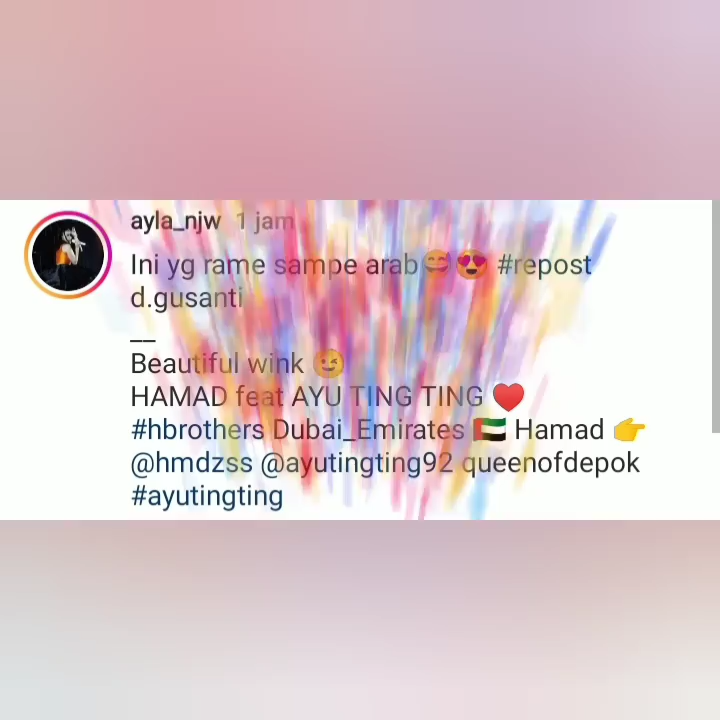 ayla_njw 1 jam
Ini yg rame sampe arab😄😍 #repost
d.gusanti
__
Beautiful wink 😉
HAMAD feat AYU TING TING ♥️
#hbrothers Dubai_Emirates 🇦🇪 Hamad 👉
@hmdzss @ayutingting92 queenofdepok
#ayutingting